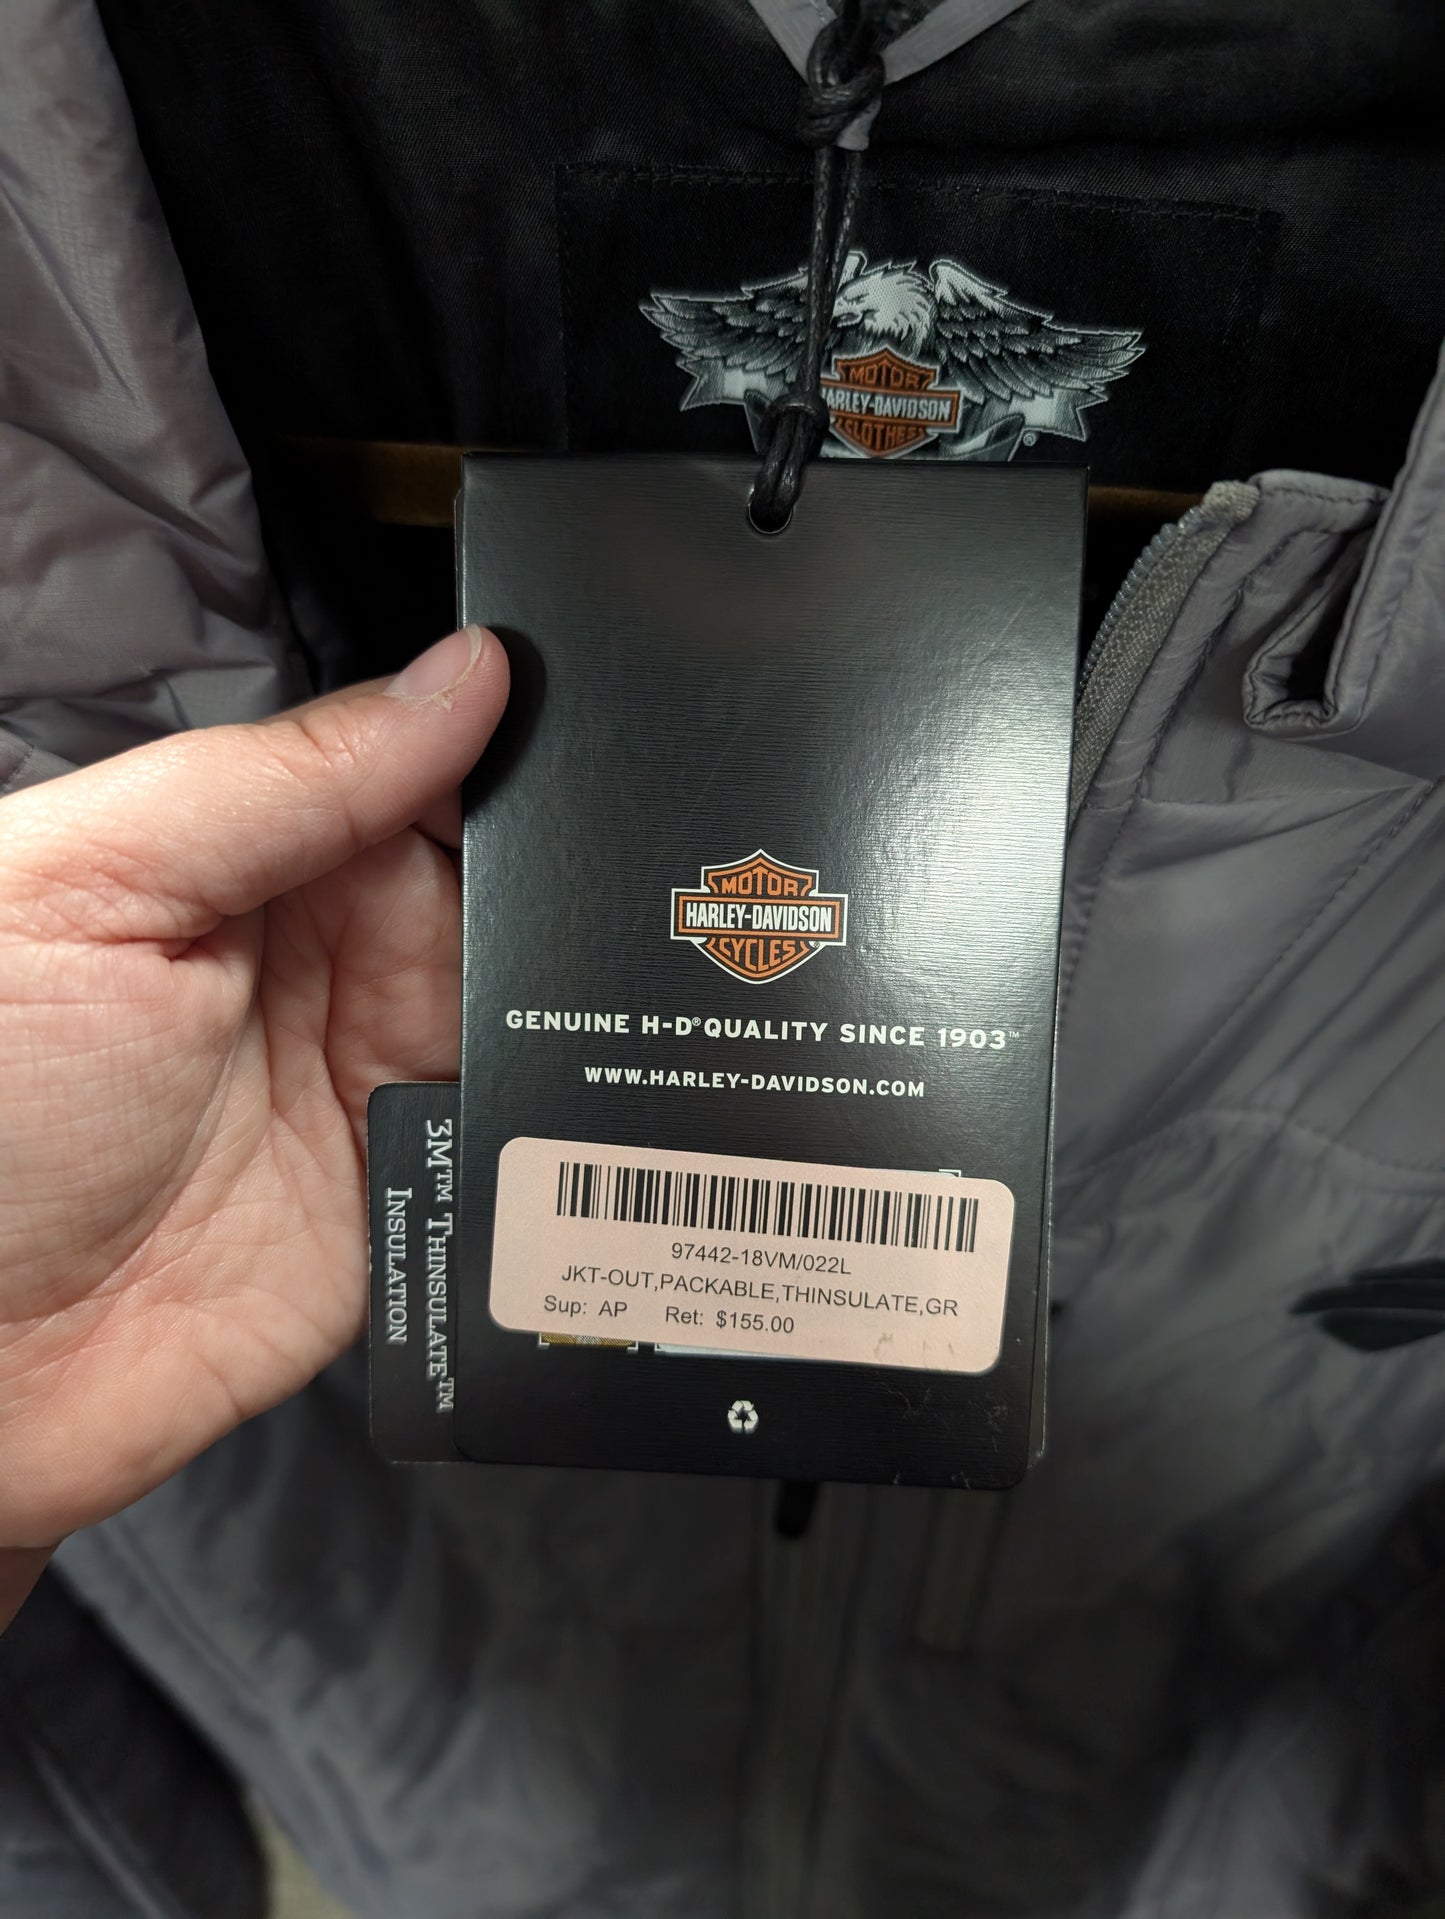 MOTOR
HARLEY-DAVIDSON
CLOTHES
®
MOTOR
HARLEY-DAVIDSON
CYCLES
®
GENUINE H-D® QUALITY SINCE 1903™
WWW.HARLEY-DAVIDSON.COM
3M™ THINSULATE™
INSULATION
97442-18VM/022L
JKT-OUT,PACKABLE,THINSULATE,GR
Sup: AP Ret: $155.00